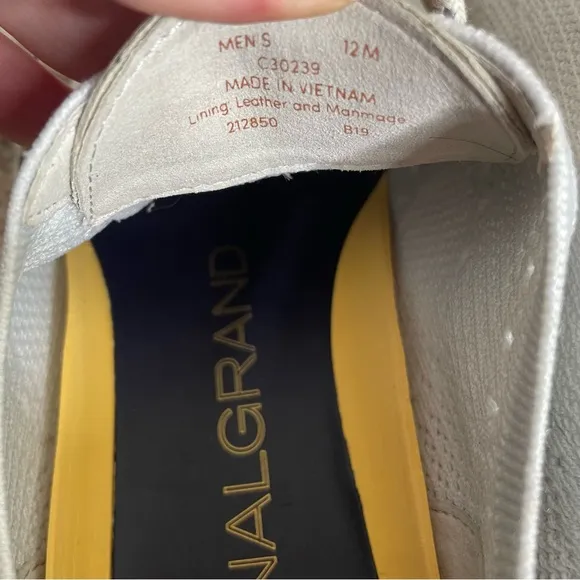 MEN'S 12M
C30239
MADE IN VIETNAM
Lining: Leather and Manmade
212850 B19
NALGRAND